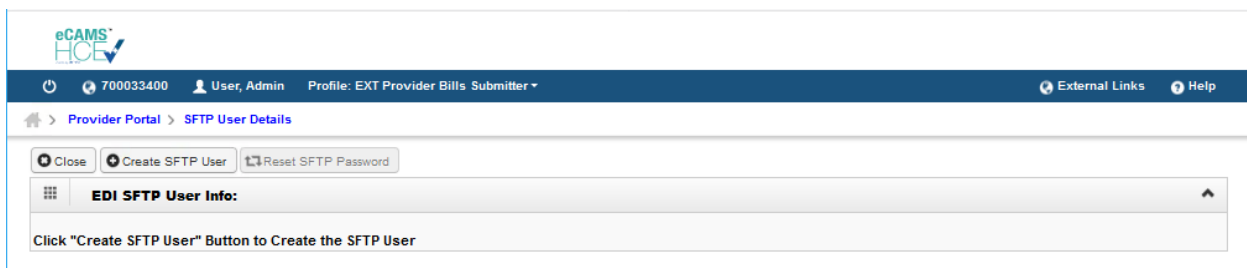 eCAMS
HCE
700033400 User, Admin Profile: EXT Provider Bills Submitter External Links Help
> Provider Portal > SFTP User Details
Close Create SFTP User Reset SFTP Password
EDI SFTP User Info:
Click "Create SFTP User" Button to Create the SFTP User